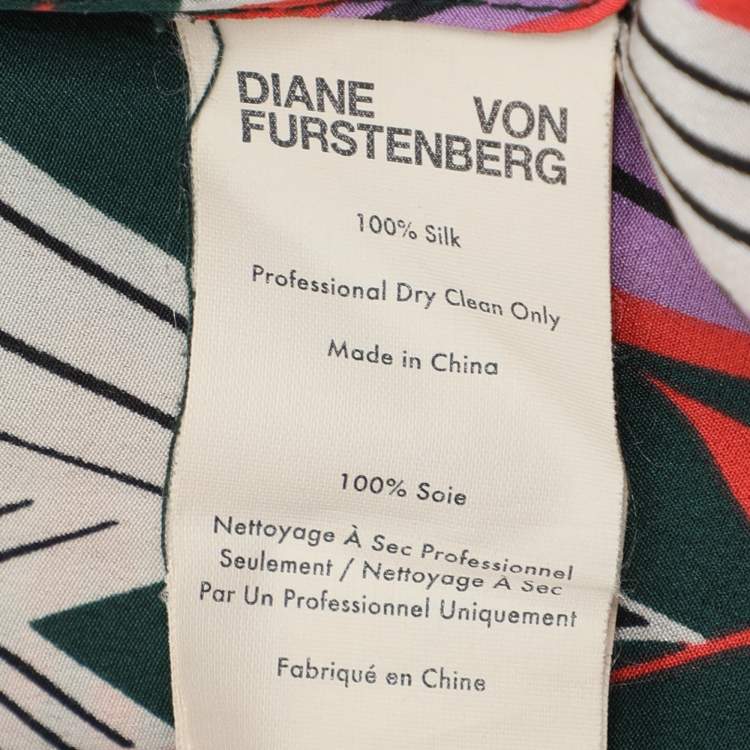 DIANE VON
FURSTENBERG
100% Silk
Professional Dry Clean Only
Made in China
100% Soie
Nettoyage À Sec Professionnel
Seulement / Nettoyage À Sec
Par Un Professionnel Uniquement
Fabriqué en Chine